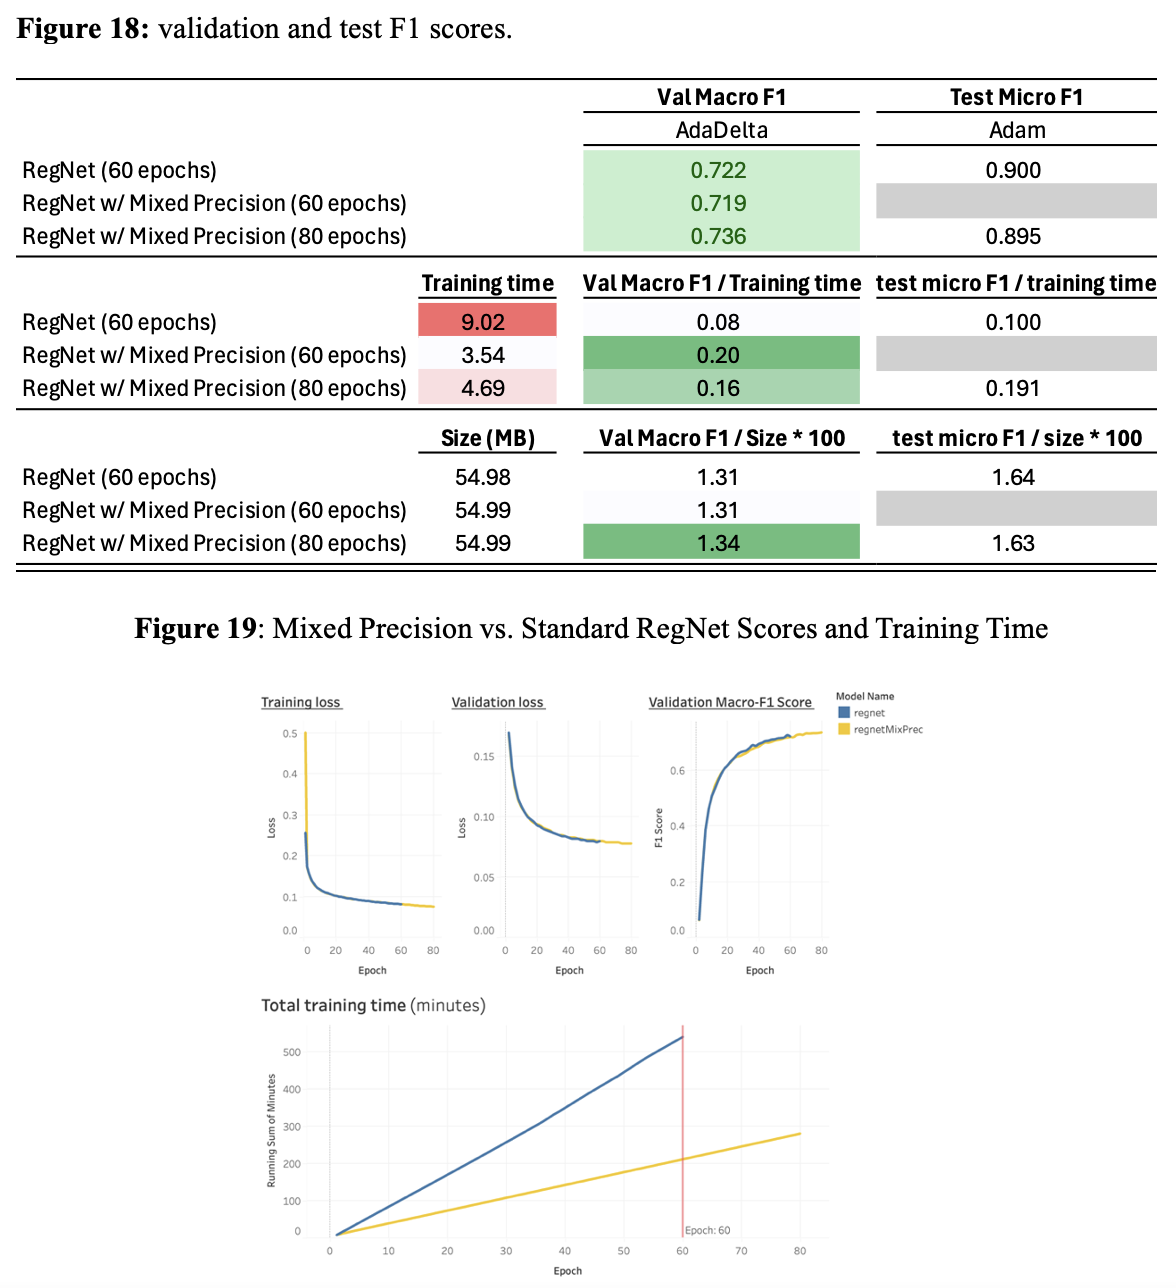 Figure 18: validation and test F1 scores.
Val Macro F1 Test Micro F1
AdaDelta Adam
RegNet (60 epochs) 0.722 0.900
RegNet w/ Mixed Precision (60 epochs) 0.719
RegNet w/ Mixed Precision (80 epochs) 0.736 0.895
Training time Val Macro F1 / Training time test micro F1 / training time
RegNet (60 epochs) 9.02 0.08 0.100
RegNet w/ Mixed Precision (60 epochs) 3.54 0.20
RegNet w/ Mixed Precision (80 epochs) 4.69 0.16 0.191
Size (MB) Val Macro F1 / Size * 100 test micro F1 / size * 100
RegNet (60 epochs) 54.98 1.31 1.64
RegNet w/ Mixed Precision (60 epochs) 54.99 1.31
RegNet w/ Mixed Precision (80 epochs) 54.99 1.34 1.63
Figure 19: Mixed Precision vs. Standard RegNet Scores and Training Time
Training loss
0.5
0.4
0.3
0.2
0.1
0.0
Loss
0 20 40 60 80
Epoch
Validation loss
0.15
0.10
0.05
0.00
Loss
0 20 40 60 80
Epoch
Validation Macro-F1 Score
0.6
0.4
0.2
0.0
F1 Score
0 20 40 60 80
Epoch
Model Name
regnet
regnetMixPrec
Total training time (minutes)
500
400
300
200
100
0
Running Sum of Minutes
Epoch: 60
0 10 20 30 40 50 60 70 80
Epoch